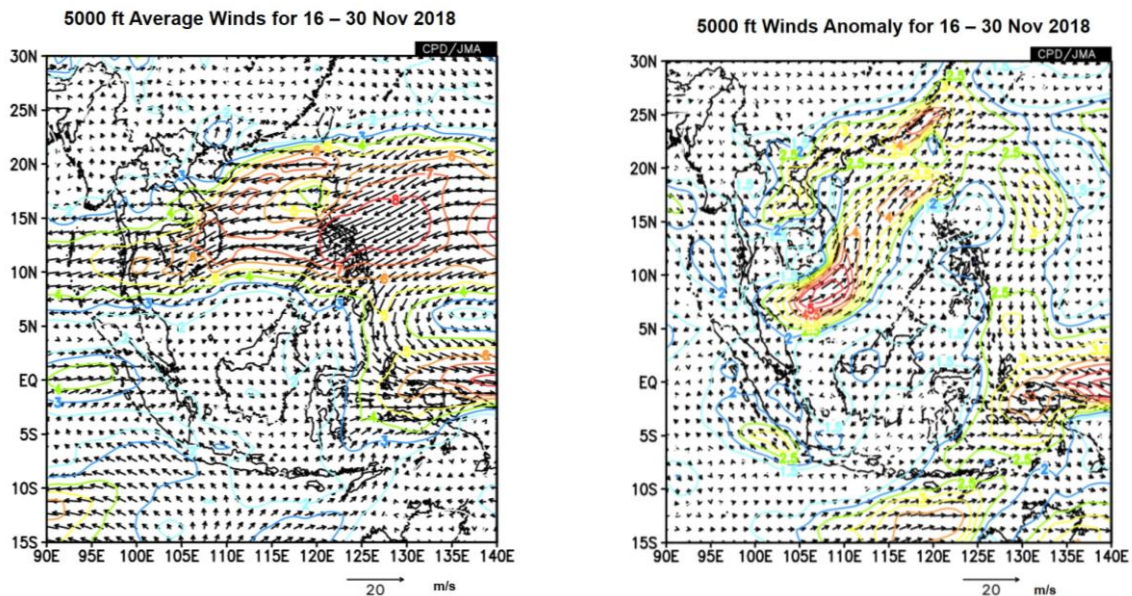 5000 ft Average Winds for 16 – 30 Nov 2018
CPD/JMA
30N
25N
20N
15N
10N
5N
EQ
5S
10S
15S
90E 95E 100E 105E 110E 115E 120E 125E 130E 135E 140E
20 m/s
5000 ft Winds Anomaly for 16 – 30 Nov 2018
CPD/JMA
30N
25N
20N
15N
10N
5N
EQ
5S
10S
15S
90E 95E 100E 105E 110E 115E 120E 125E 130E 135E 140E
20 m/s